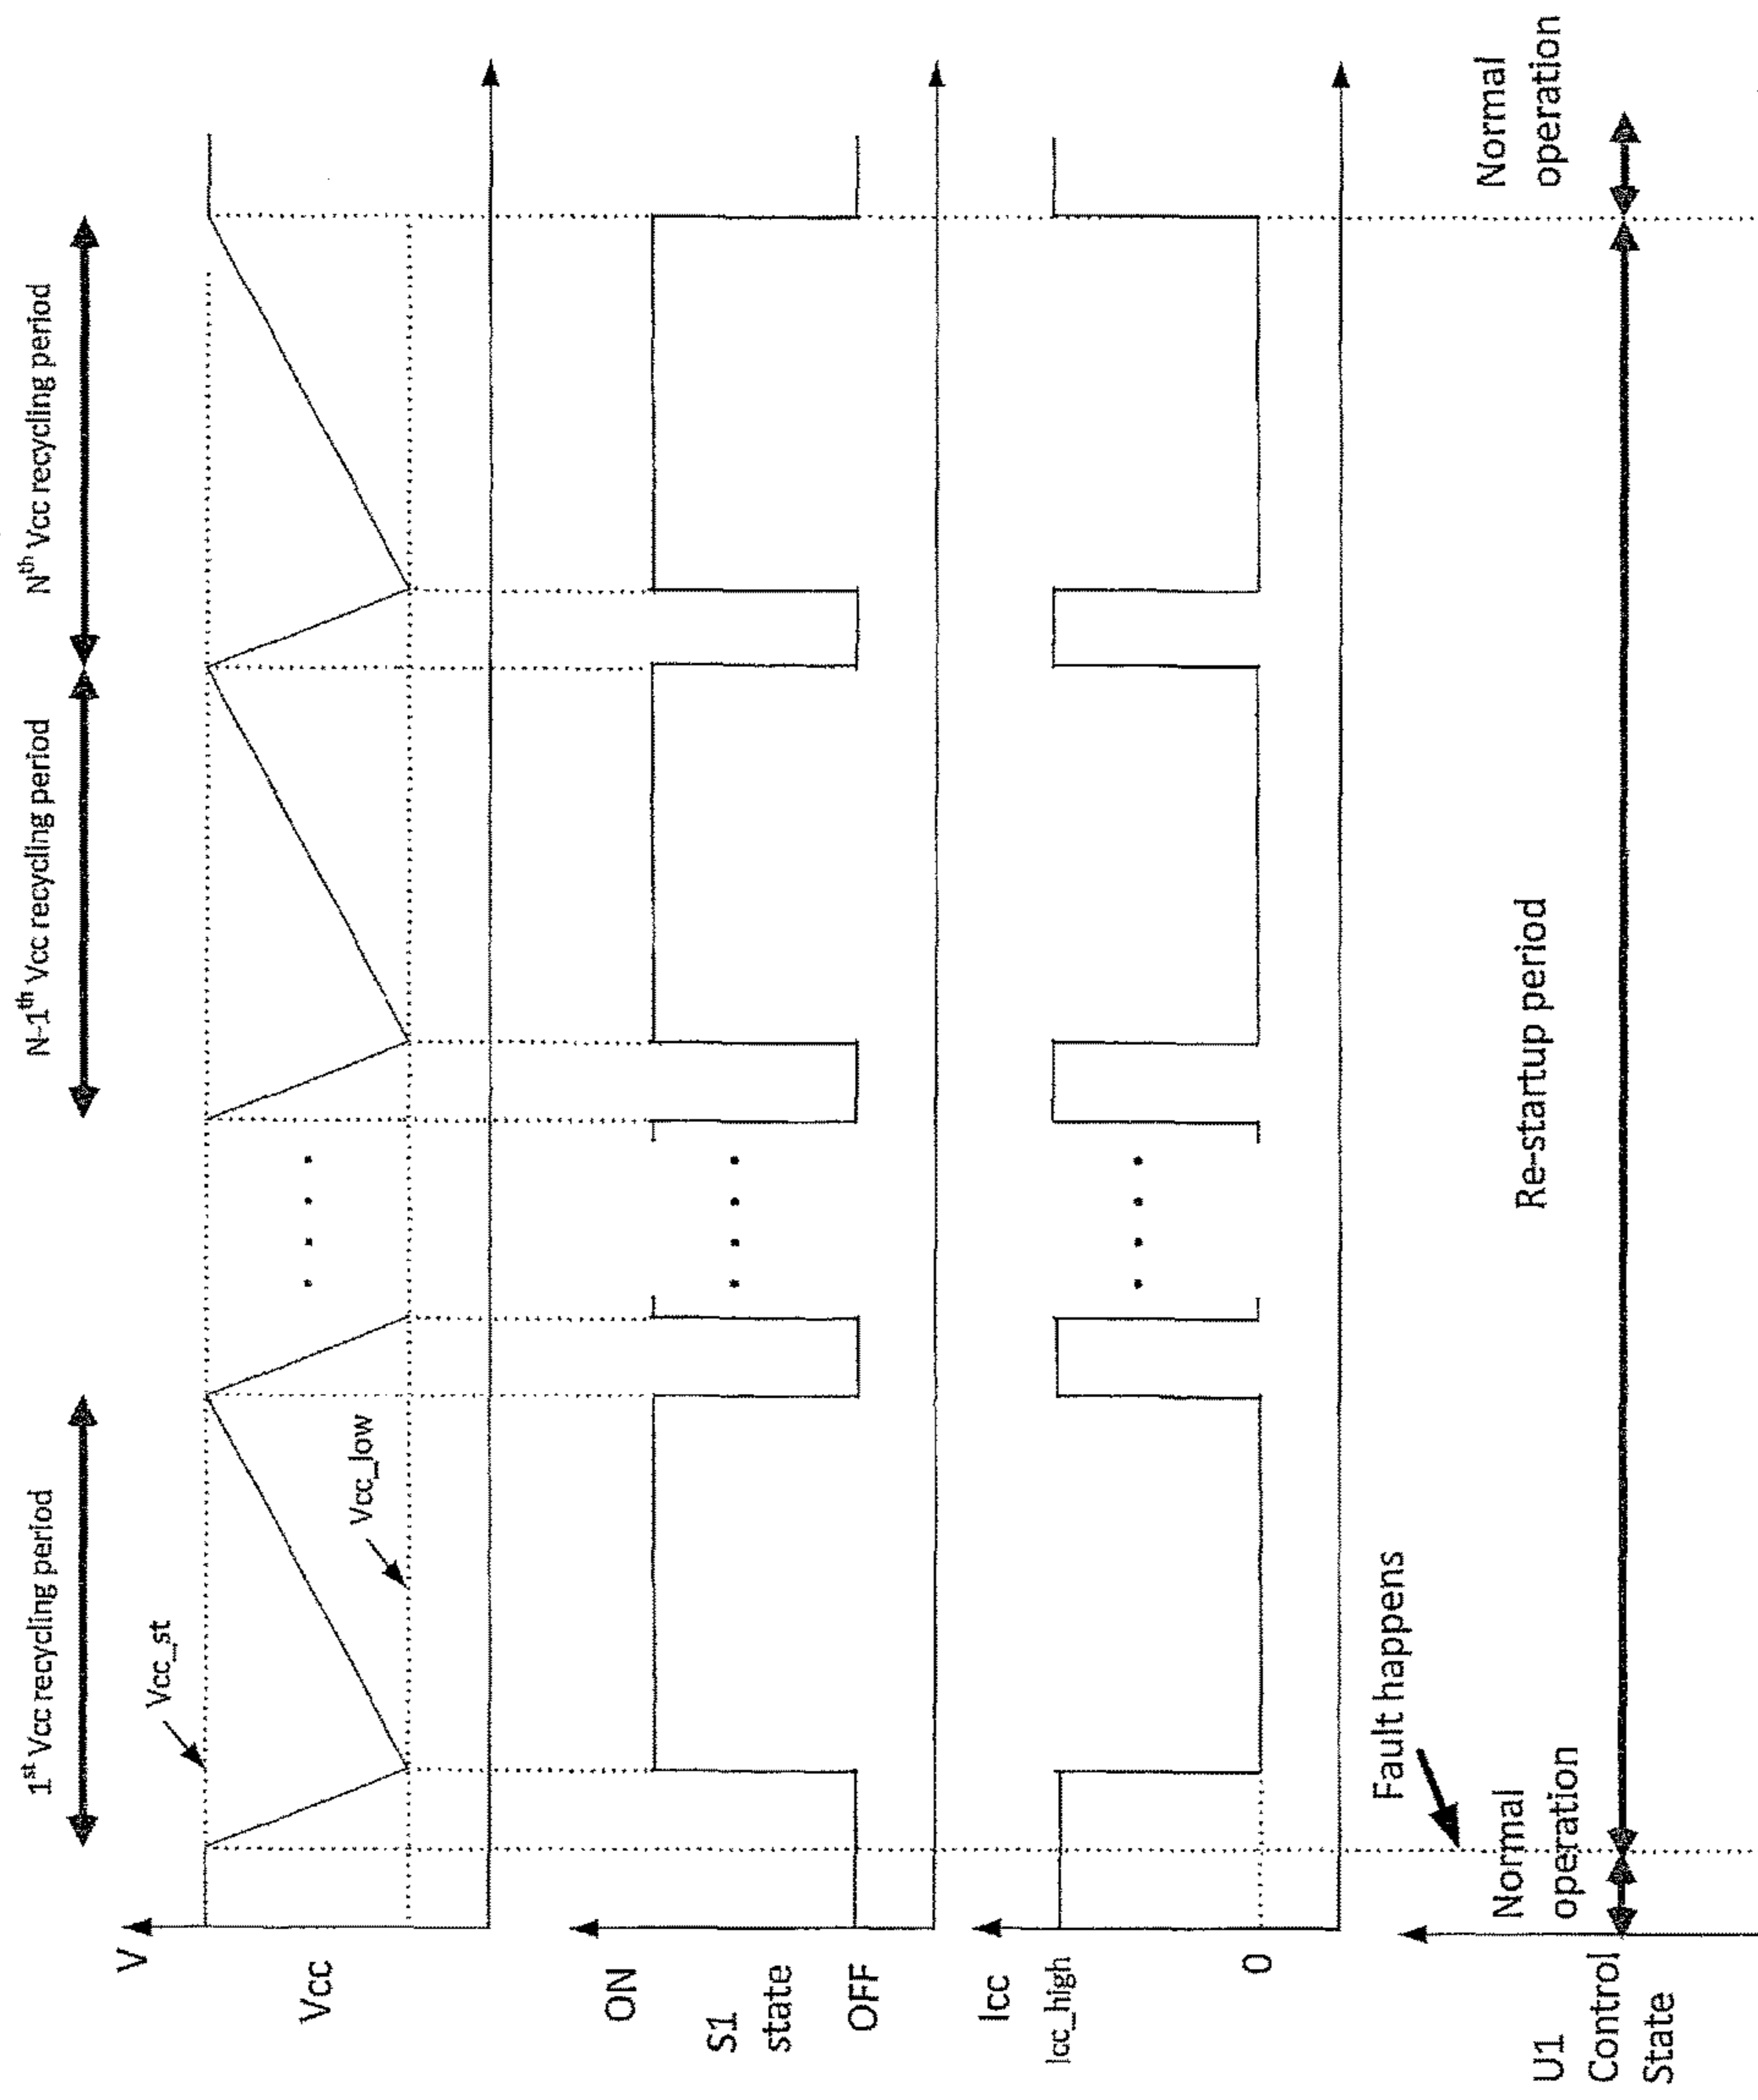 1st Vcc recycling period
N-1th Vcc recycling period
Nth Vcc recycling period
V
Vcc
Vcc_st
Vcc_low
ON
S1
state
OFF
Icc
Icc_high
0
Fault happens
U1
Control
State
Normal
operation
Re-startup period
Normal
operation